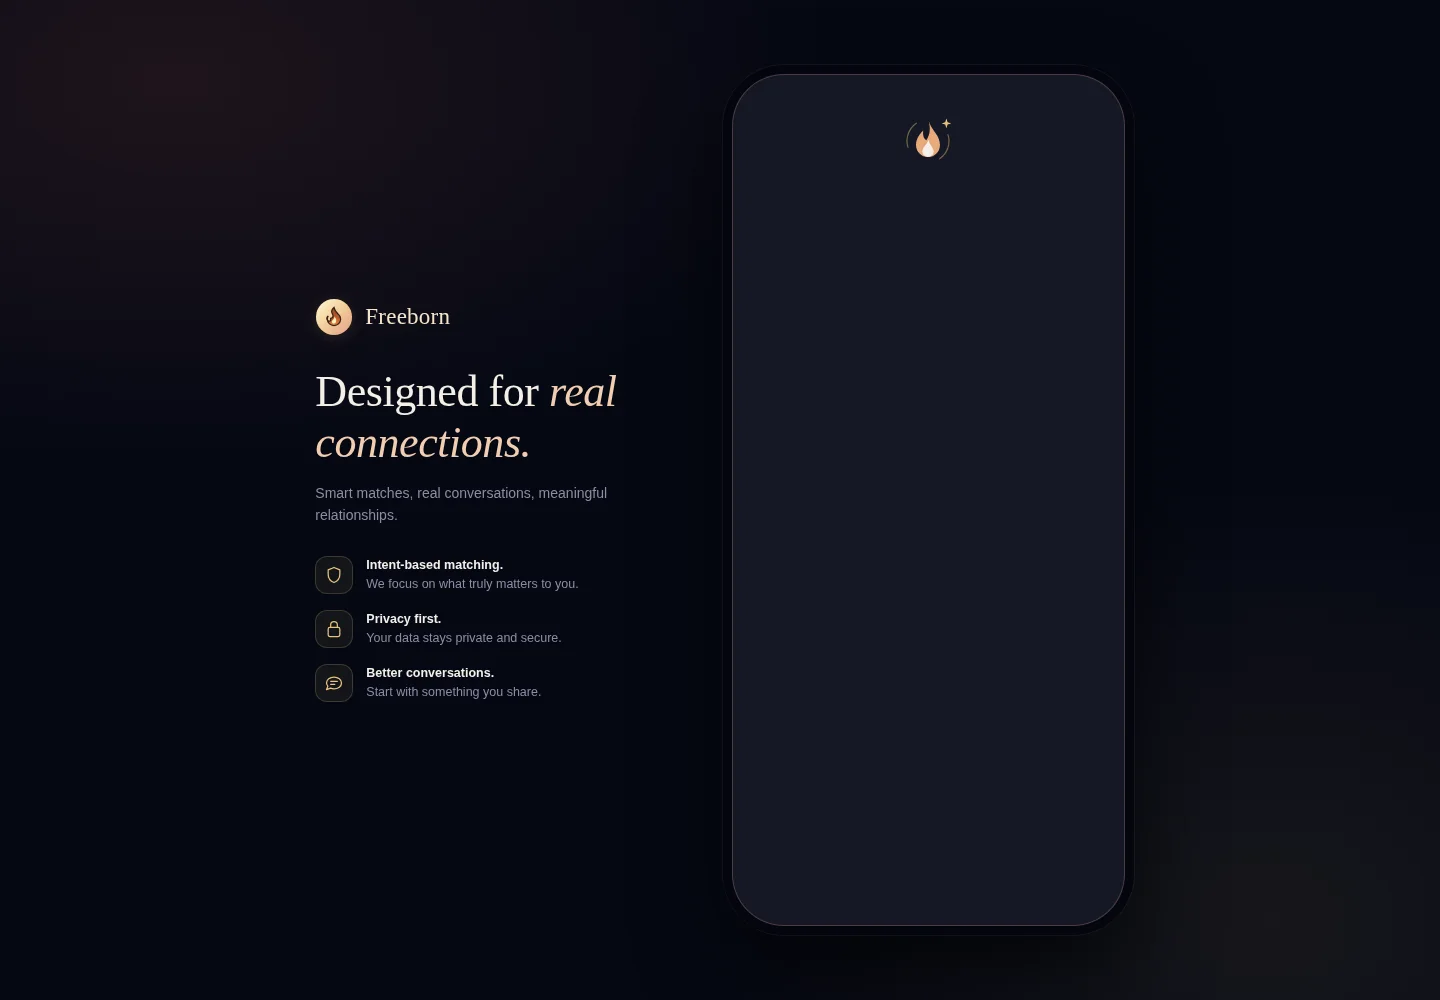 Freeborn
Designed for real
connections.
Smart matches, real conversations, meaningful
relationships.
Intent-based matching.
We focus on what truly matters to you.
Privacy first.
Your data stays private and secure.
Better conversations.
Start with something you share.